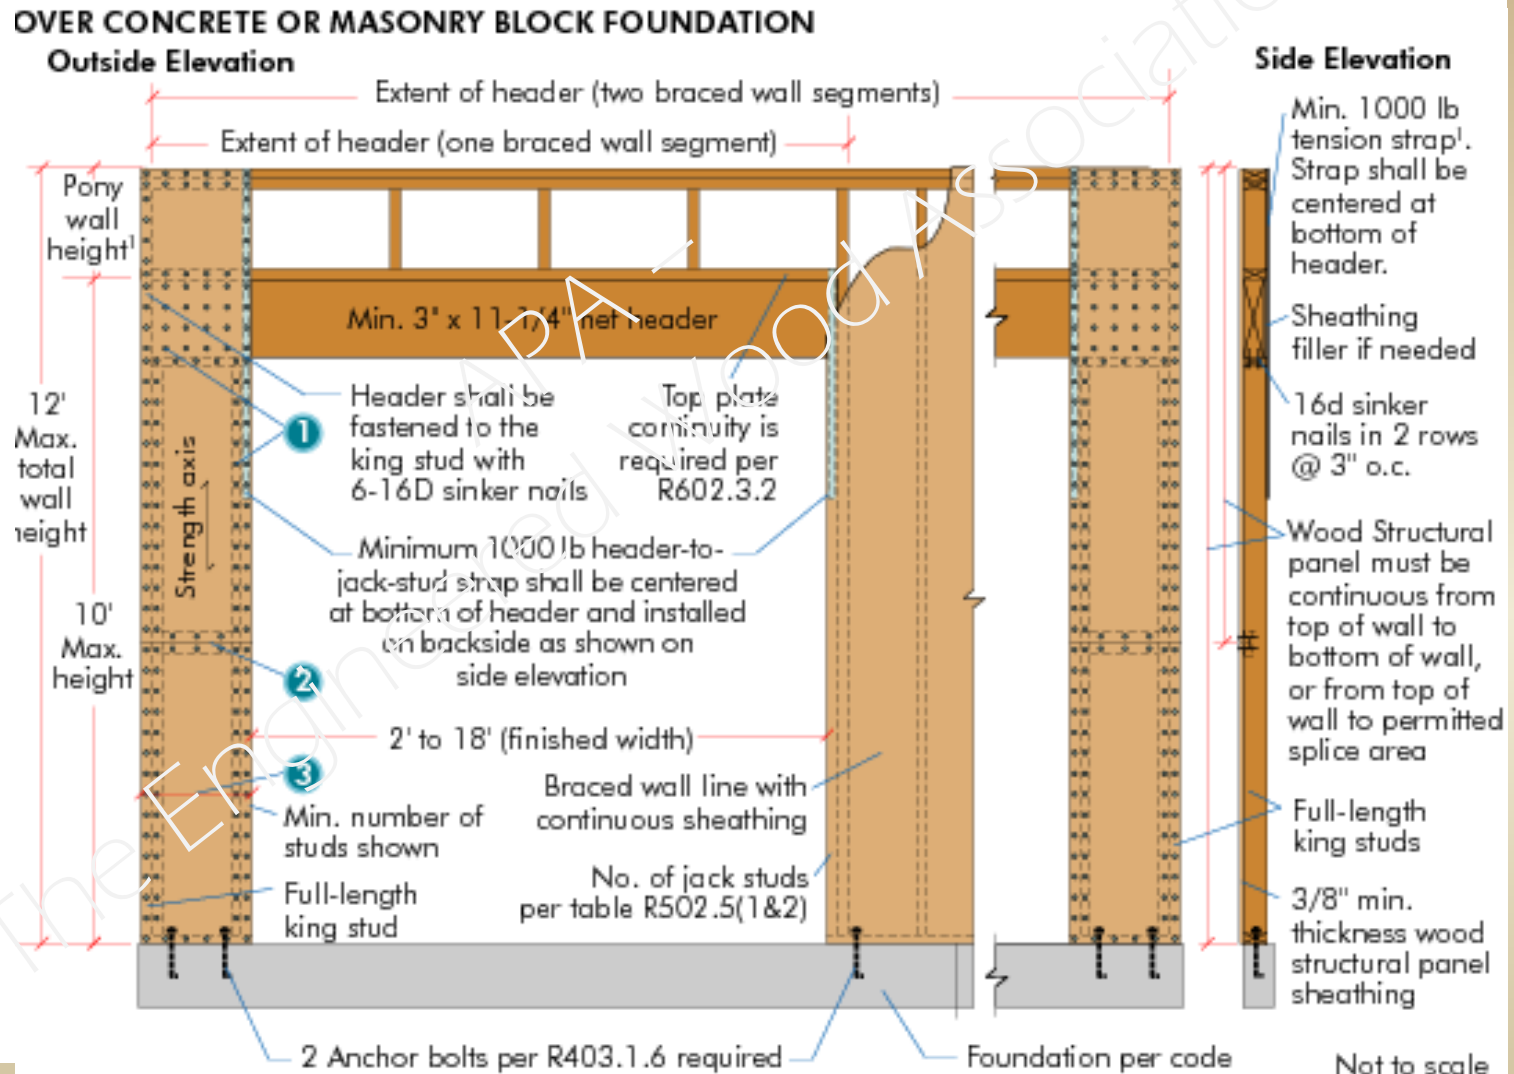 OVER CONCRETE OR MASONRY BLOCK FOUNDATION
Outside Elevation
Side Elevation
Extent of header (two braced wall segments)
Extent of header (one braced wall segment)
Pony
wall
height¹
12'
Max.
total
wall
height
10'
Max.
height
Min. 3" x 11-1/4" net header
Header shall be
fastened to the
king stud with
6-16D sinker nails
Top plate
continuity is
required per
R602.3.2
1
Strength axis
Minimum 1000 lb header-to-
jack-stud strap shall be centered
at bottom of header and installed
on backside as shown on
side elevation
2
2' to 18' (finished width)
3
Min. number of
studs shown
Full-length
king stud
Braced wall line with
continuous sheathing
No. of jack studs
per table R502.5(1&2)
2 Anchor bolts per R403.1.6 required
Foundation per code
Min. 1000 lb
tension strap¹.
Strap shall be
centered at
bottom of
header.
Sheathing
filler if needed
16d sinker
nails in 2 rows
@ 3" o.c.
Wood Structural
panel must be
continuous from
top of wall to
bottom of wall,
or from top of
wall to permitted
splice area
Full-length
king studs
3/8" min.
thickness wood
structural panel
sheathing
Not to scale
APA –
The Engineered Wood Associatio